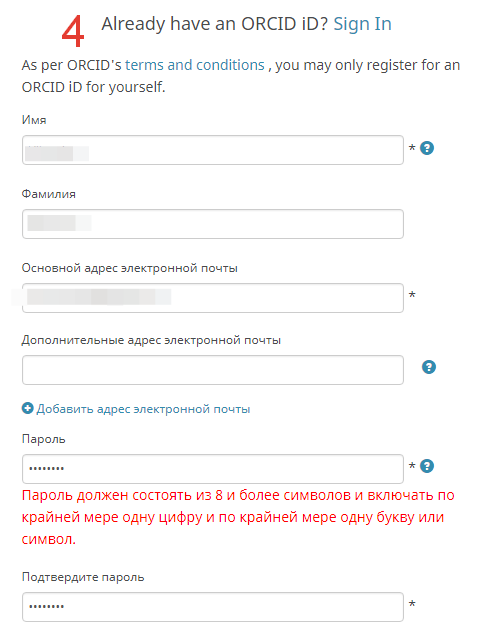 4 Already have an ORCID iD? Sign In
As per ORCID's terms and conditions , you may only register for an
ORCID iD for yourself.
Имя
* ?
Фамилия
Основной адрес электронной почты
*
Дополнительные адрес электронной почты
?
Добавить адрес электронной почты
Пароль
•••••••• * ?
Пароль должен состоять из 8 и более символов и включать по
крайней мере одну цифру и по крайней мере одну букву или
символ.
Подтвердите пароль
•••••••• *